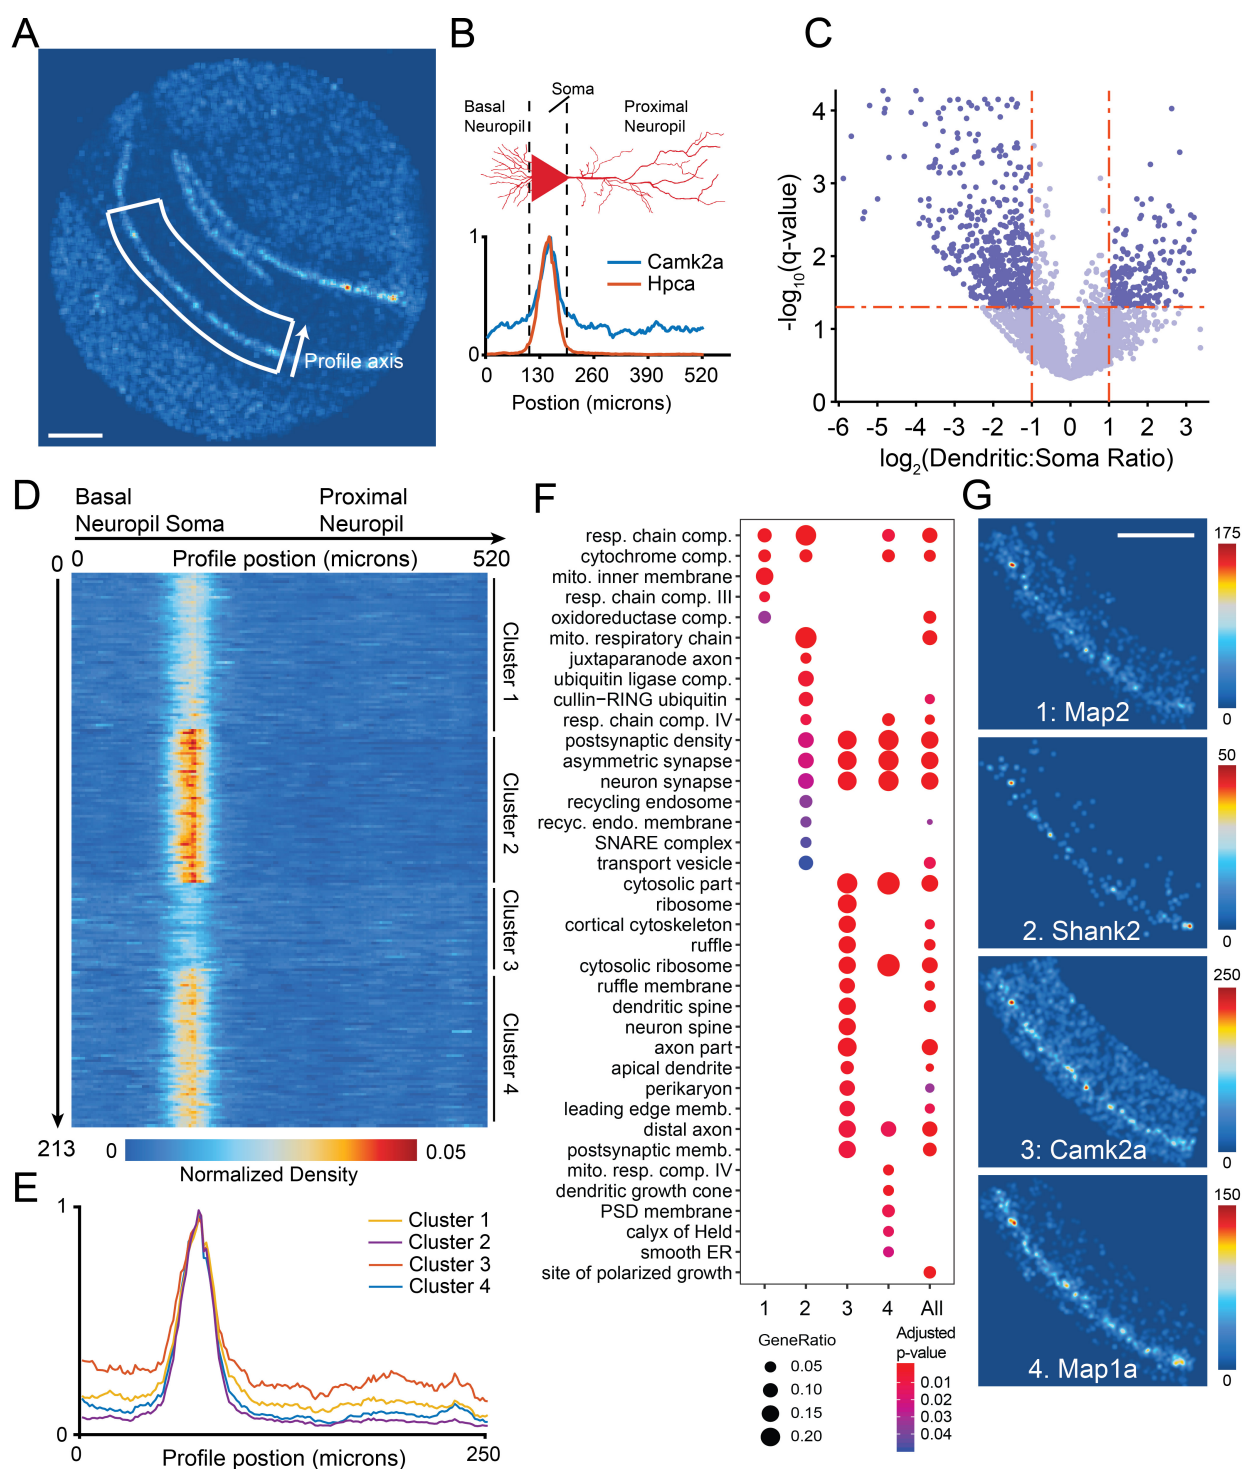 A
Profile axis
B
Soma
Basal
Neuropil
Proximal
Neuropil
1
Camk2a
Hpca
0
0 130 260 390 520
Postion (microns)
C
4
3
2
1
0
-log10(q-value)
-6 -5 -4 -3 -2 -1 0 1 2 3
log2(Dendritic:Soma Ratio)
D
Basal
Neuropil Soma
Proximal
Neuropil
0 0 Profile postion (microns) 520
Cluster 1
Cluster 2
Cluster 3
Cluster 4
213
0 0.05
Normalized Density
E
1
Cluster 1
Cluster 2
Cluster 3
Cluster 4
0
0 250
Profile postion (microns)
F
resp. chain comp.
cytochrome comp.
mito. inner membrane
resp. chain comp. III
oxidoreductase comp.
mito. respiratory chain
juxtaparanode axon
ubiquitin ligase comp.
cullin−RING ubiquitin
resp. chain comp. IV
postsynaptic density
asymmetric synapse
neuron synapse
recycling endosome
recyc. endo. membrane
SNARE complex
transport vesicle
cytosolic part
ribosome
cortical cytoskeleton
ruffle
cytosolic ribosome
ruffle membrane
dendritic spine
neuron spine
axon part
apical dendrite
perikaryon
leading edge memb.
distal axon
postsynaptic memb.
mito. resp. comp. IV
dendritic growth cone
PSD membrane
calyx of Held
smooth ER
site of polarized growth
1 2 3 4 All
GeneRatio
0.05
0.10
0.15
0.20
Adjusted
p-value
0.01
0.02
0.03
0.04
G
175
1: Map2
0
50
2. Shank2
0
250
3: Camk2a
0
150
4. Map1a
0